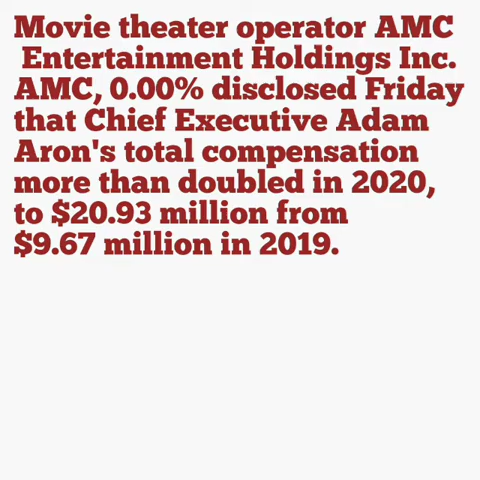 Movie theater operator AMC
Entertainment Holdings Inc.
AMC, 0.00% disclosed Friday
that Chief Executive Adam
Aron's total compensation
more than doubled in 2020,
to $20.93 million from
$9.67 million in 2019.